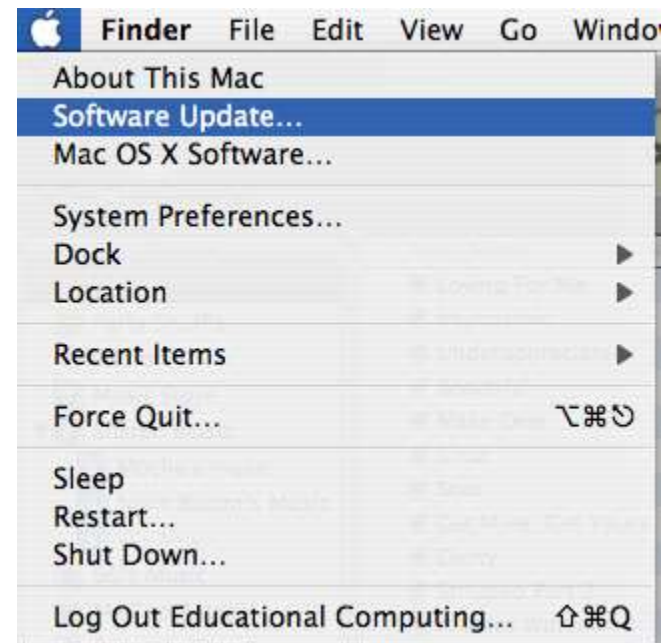 Finder File Edit View Go
About This Mac
Software Update...
Mac OS X Software...
System Preferences...
Dock
Location
Recent Items
Force Quit... ⌥⌘⎋
Sleep
Restart...
Shut Down...
Log Out Educational Computing... ⇧⌘Q